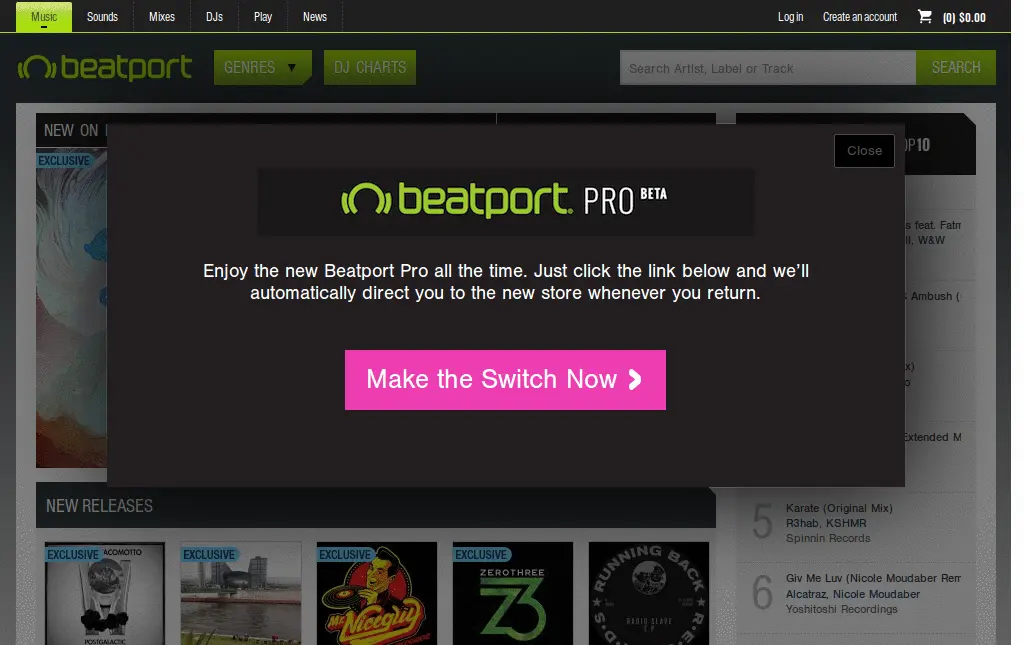 Music
Sounds
Mixes
DJs
Play
News
Log in
Create an account
(0) $0.00
beatport
GENRES ▼
DJ CHARTS
Search Artist, Label or Track
SEARCH
NEW ON
10
EXCLUSIVE
Close
beatport. PRO BETA
Enjoy the new Beatport Pro all the time. Just click the link below and we'll
automatically direct you to the new store whenever you return.
Make the Switch Now
s feat. Fatm
ll, W&W
Ambush (
x)
o
Extended M
5
Karate (Original Mix)
R3hab, KSHMR
Spinnin Records
6
Giv Me Luv (Nicole Moudaber Rem
Alcatraz, Nicole Moudaber
Yoshitoshi Recordings
NEW RELEASES
EXCLUSIVE
ACOMOTTO
POSTGALACTIC
EXCLUSIVE
EXCLUSIVE
Mr. Niceguy
EXCLUSIVE
ZEROTHREE
Z3
RUNNING BACK
RADIO SLAVE
EP